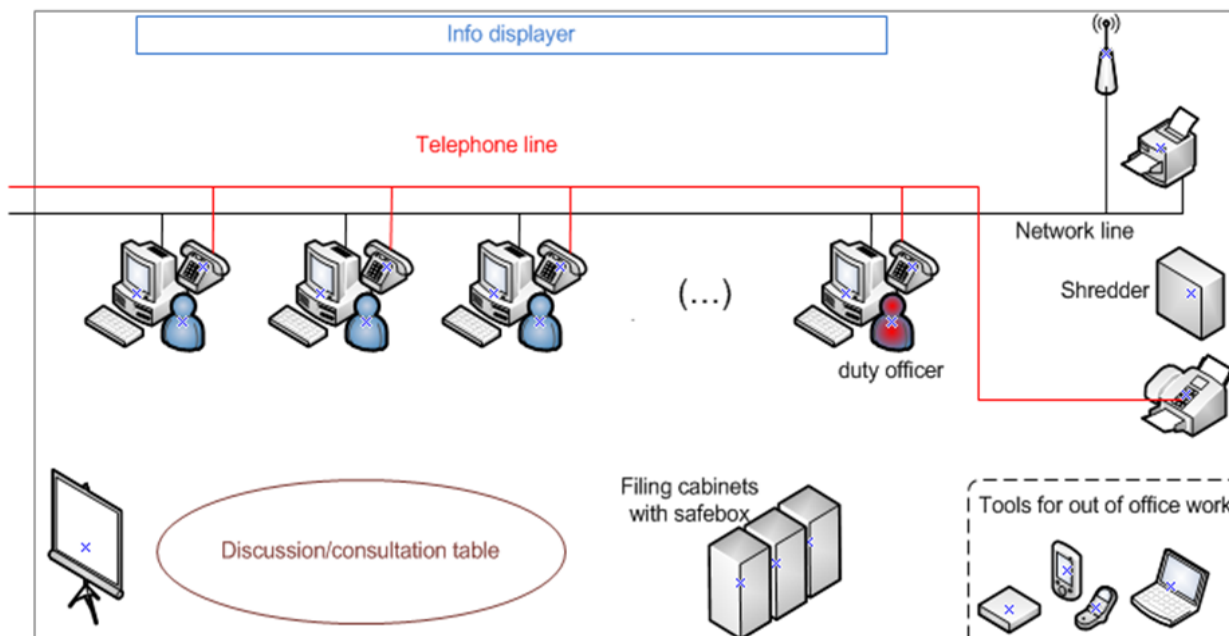 Info displayer
Telephone line
Network line
(...)
Shredder
duty officer
Filing cabinets
with safebox
Tools for out of office work
Discussion/consultation table